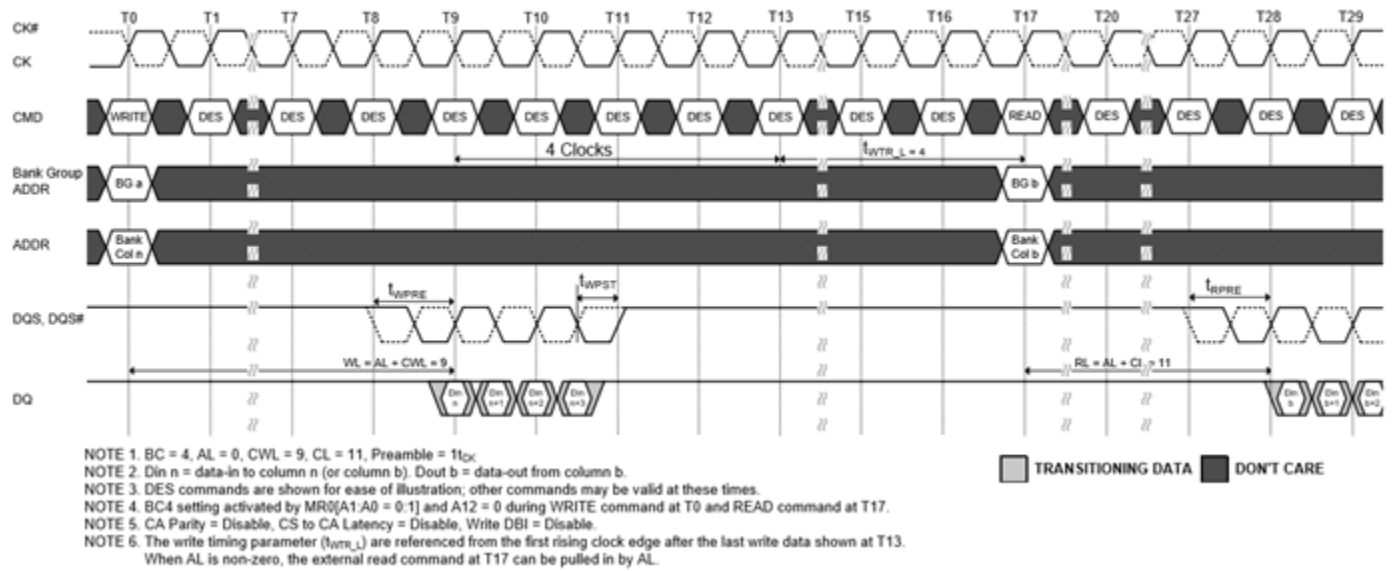 T0 T1 T7 T8 T9 T10 T11 T12 T13 T15 T16 T17 T20 T27 T28 T29
CK#
CK
CMD WRITE DES DES DES DES DES DES DES DES DES DES READ DES DES DES DES
4 Clocks tWTR_L = 4
Bank Group
ADDR
BG a BG b
ADDR
Bank
Col n
Bank
Col b
tWPRE tWPST tRPRE
DQS, DQS#
WL = AL + CWL = 9 RL = AL + CL = 11
DQ
Din
n
Din
n+1
Din
n+2
Din
n+3
Din
b
Din
b+1
Din
b+2
NOTE 1. BC = 4, AL = 0, CWL = 9, CL = 11, Preamble = 1tCK
NOTE 2. Din n = data-in to column n (or column b). Dout b = data-out from column b.
NOTE 3. DES commands are shown for ease of illustration; other commands may be valid at these times.
NOTE 4. BC4 setting activated by MR0[A1:A0 = 0:1] and A12 = 0 during WRITE command at T0 and READ command at T17.
NOTE 5. CA Parity = Disable, CS to CA Latency = Disable, Write DBI = Disable.
NOTE 6. The write timing parameter (tWTR_L) are referenced from the first rising clock edge after the last write data shown at T13.
When AL is non-zero, the external read command at T17 can be pulled in by AL.
TRANSITIONING DATA DON'T CARE